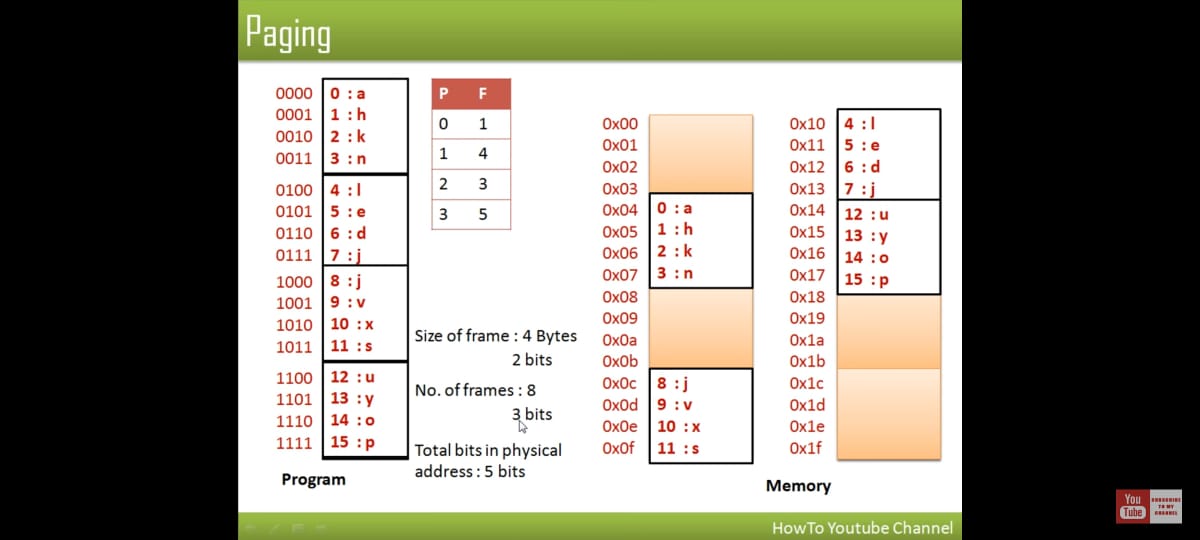 Paging
0000 0 : a
0001 1 : h
0010 2 : k
0011 3 : n
0100 4 : l
0101 5 : e
0110 6 : d
0111 7 : j
1000 8 : j
1001 9 : v
1010 10 : x
1011 11 : s
1100 12 : u
1101 13 : y
1110 14 : o
1111 15 : p
Program
P F
0 1
1 4
2 3
3 5
Size of frame : 4 Bytes
2 bits
No. of frames : 8
3 bits
Total bits in physical
address : 5 bits
0x00
0x01
0x02
0x03
0x04 0 : a
0x05 1 : h
0x06 2 : k
0x07 3 : n
0x08
0x09
0x0a
0x0b
0x0c 8 : j
0x0d 9 : v
0x0e 10 : x
0x0f 11 : s
0x10 4 : l
0x11 5 : e
0x12 6 : d
0x13 7 : j
0x14 12 : u
0x15 13 : y
0x16 14 : o
0x17 15 : p
0x18
0x19
0x1a
0x1b
0x1c
0x1d
0x1e
0x1f
Memory
HowTo Youtube Channel
You
Tube
SUBSCRIBE
TO MY
CHANNEL